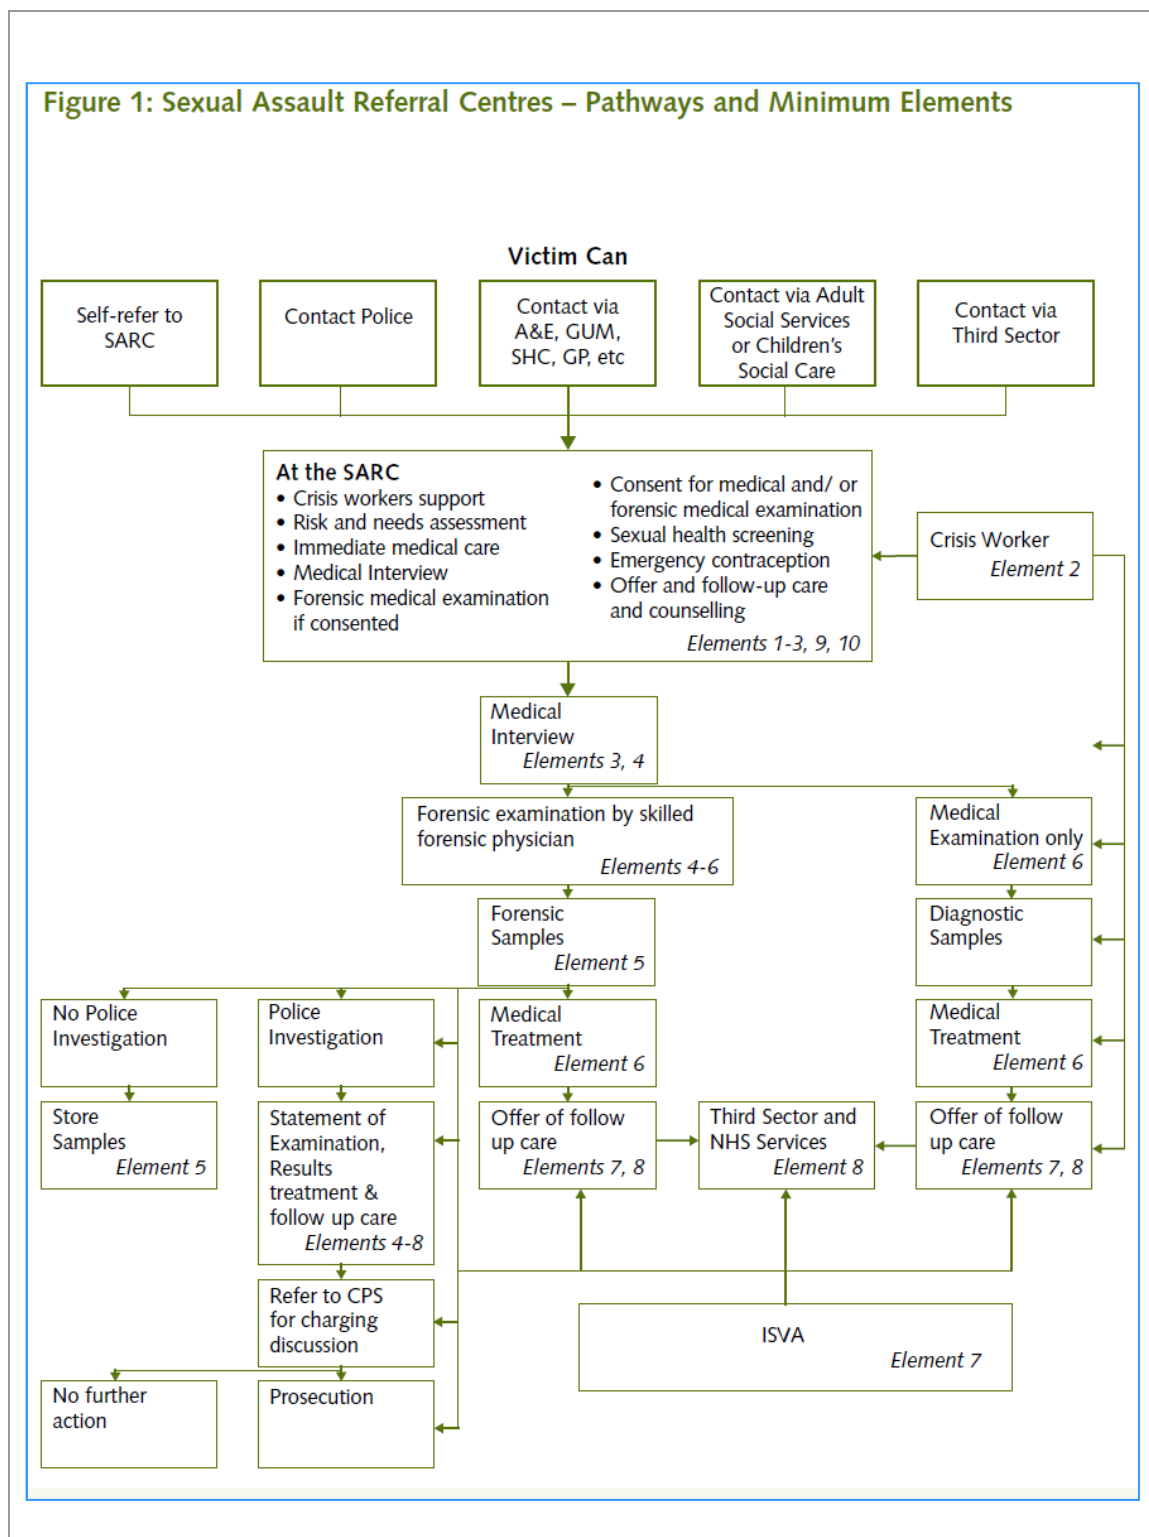 Figure 1: Sexual Assault Referral Centres – Pathways and Minimum Elements
Victim Can
Self-refer to
SARC
Contact Police
Contact via
A&E, GUM,
SHC, GP, etc
Contact via Adult
Social Services
or Children's
Social Care
Contact via
Third Sector
At the SARC
• Crisis workers support
• Risk and needs assessment
• Immediate medical care
• Medical Interview
• Forensic medical examination
if consented
• Consent for medical and/ or
forensic medical examination
• Sexual health screening
• Emergency contraception
• Offer and follow-up care
and counselling
Elements 1-3, 9, 10
Crisis Worker
Element 2
Medical
Interview
Elements 3, 4
Forensic examination by skilled
forensic physician
Elements 4-6
Medical
Examination only
Element 6
Forensic
Samples
Element 5
Diagnostic
Samples
No Police
Investigation
Police
Investigation
Medical
Treatment
Element 6
Medical
Treatment
Element 6
Store
Samples
Element 5
Statement of
Examination,
Results
treatment &
follow up care
Elements 4-8
Offer of follow
up care
Elements 7, 8
Third Sector and
NHS Services
Element 8
Offer of follow
up care
Elements 7, 8
Refer to CPS
for charging
discussion
ISVA
Element 7
No further
action
Prosecution